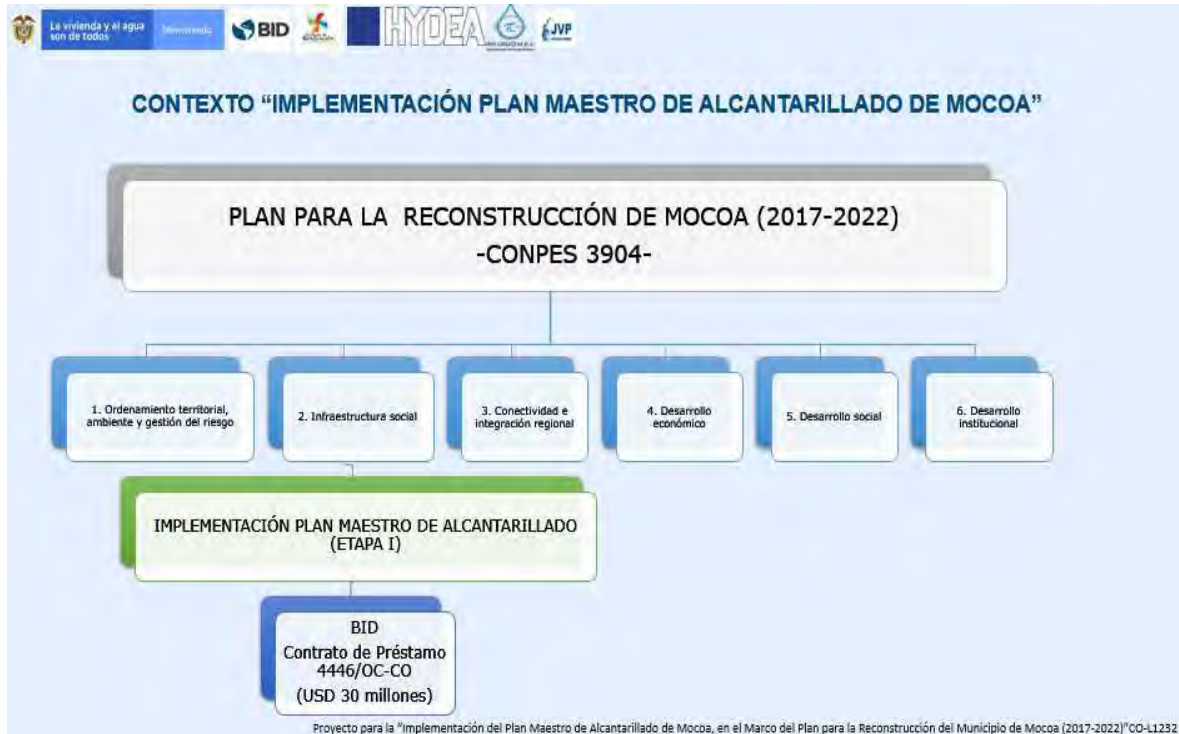 La vivienda y el agua
son de todos
Minvivienda
BID
HYDEA
JVP
CONTEXTO “IMPLEMENTACIÓN PLAN MAESTRO DE ALCANTARILLADO DE MOCOA”
PLAN PARA LA RECONSTRUCCIÓN DE MOCOA (2017-2022)
-CONPES 3904-
1. Ordenamiento territorial,
ambiente y gestión del riesgo
2. Infraestructura social
3. Conectividad e
integración regional
4. Desarrollo
económico
5. Desarrollo social
6. Desarrollo
institucional
IMPLEMENTACIÓN PLAN MAESTRO DE ALCANTARILLADO
(ETAPA I)
BID
Contrato de Préstamo
4446/OC-CO
(USD 30 millones)
Proyecto para la "Implementación del Plan Maestro de Alcantarillado de Mocoa, en el Marco del Plan para la Reconstrucción del Municipio de Mocoa (2017-2022)"CO-L1232